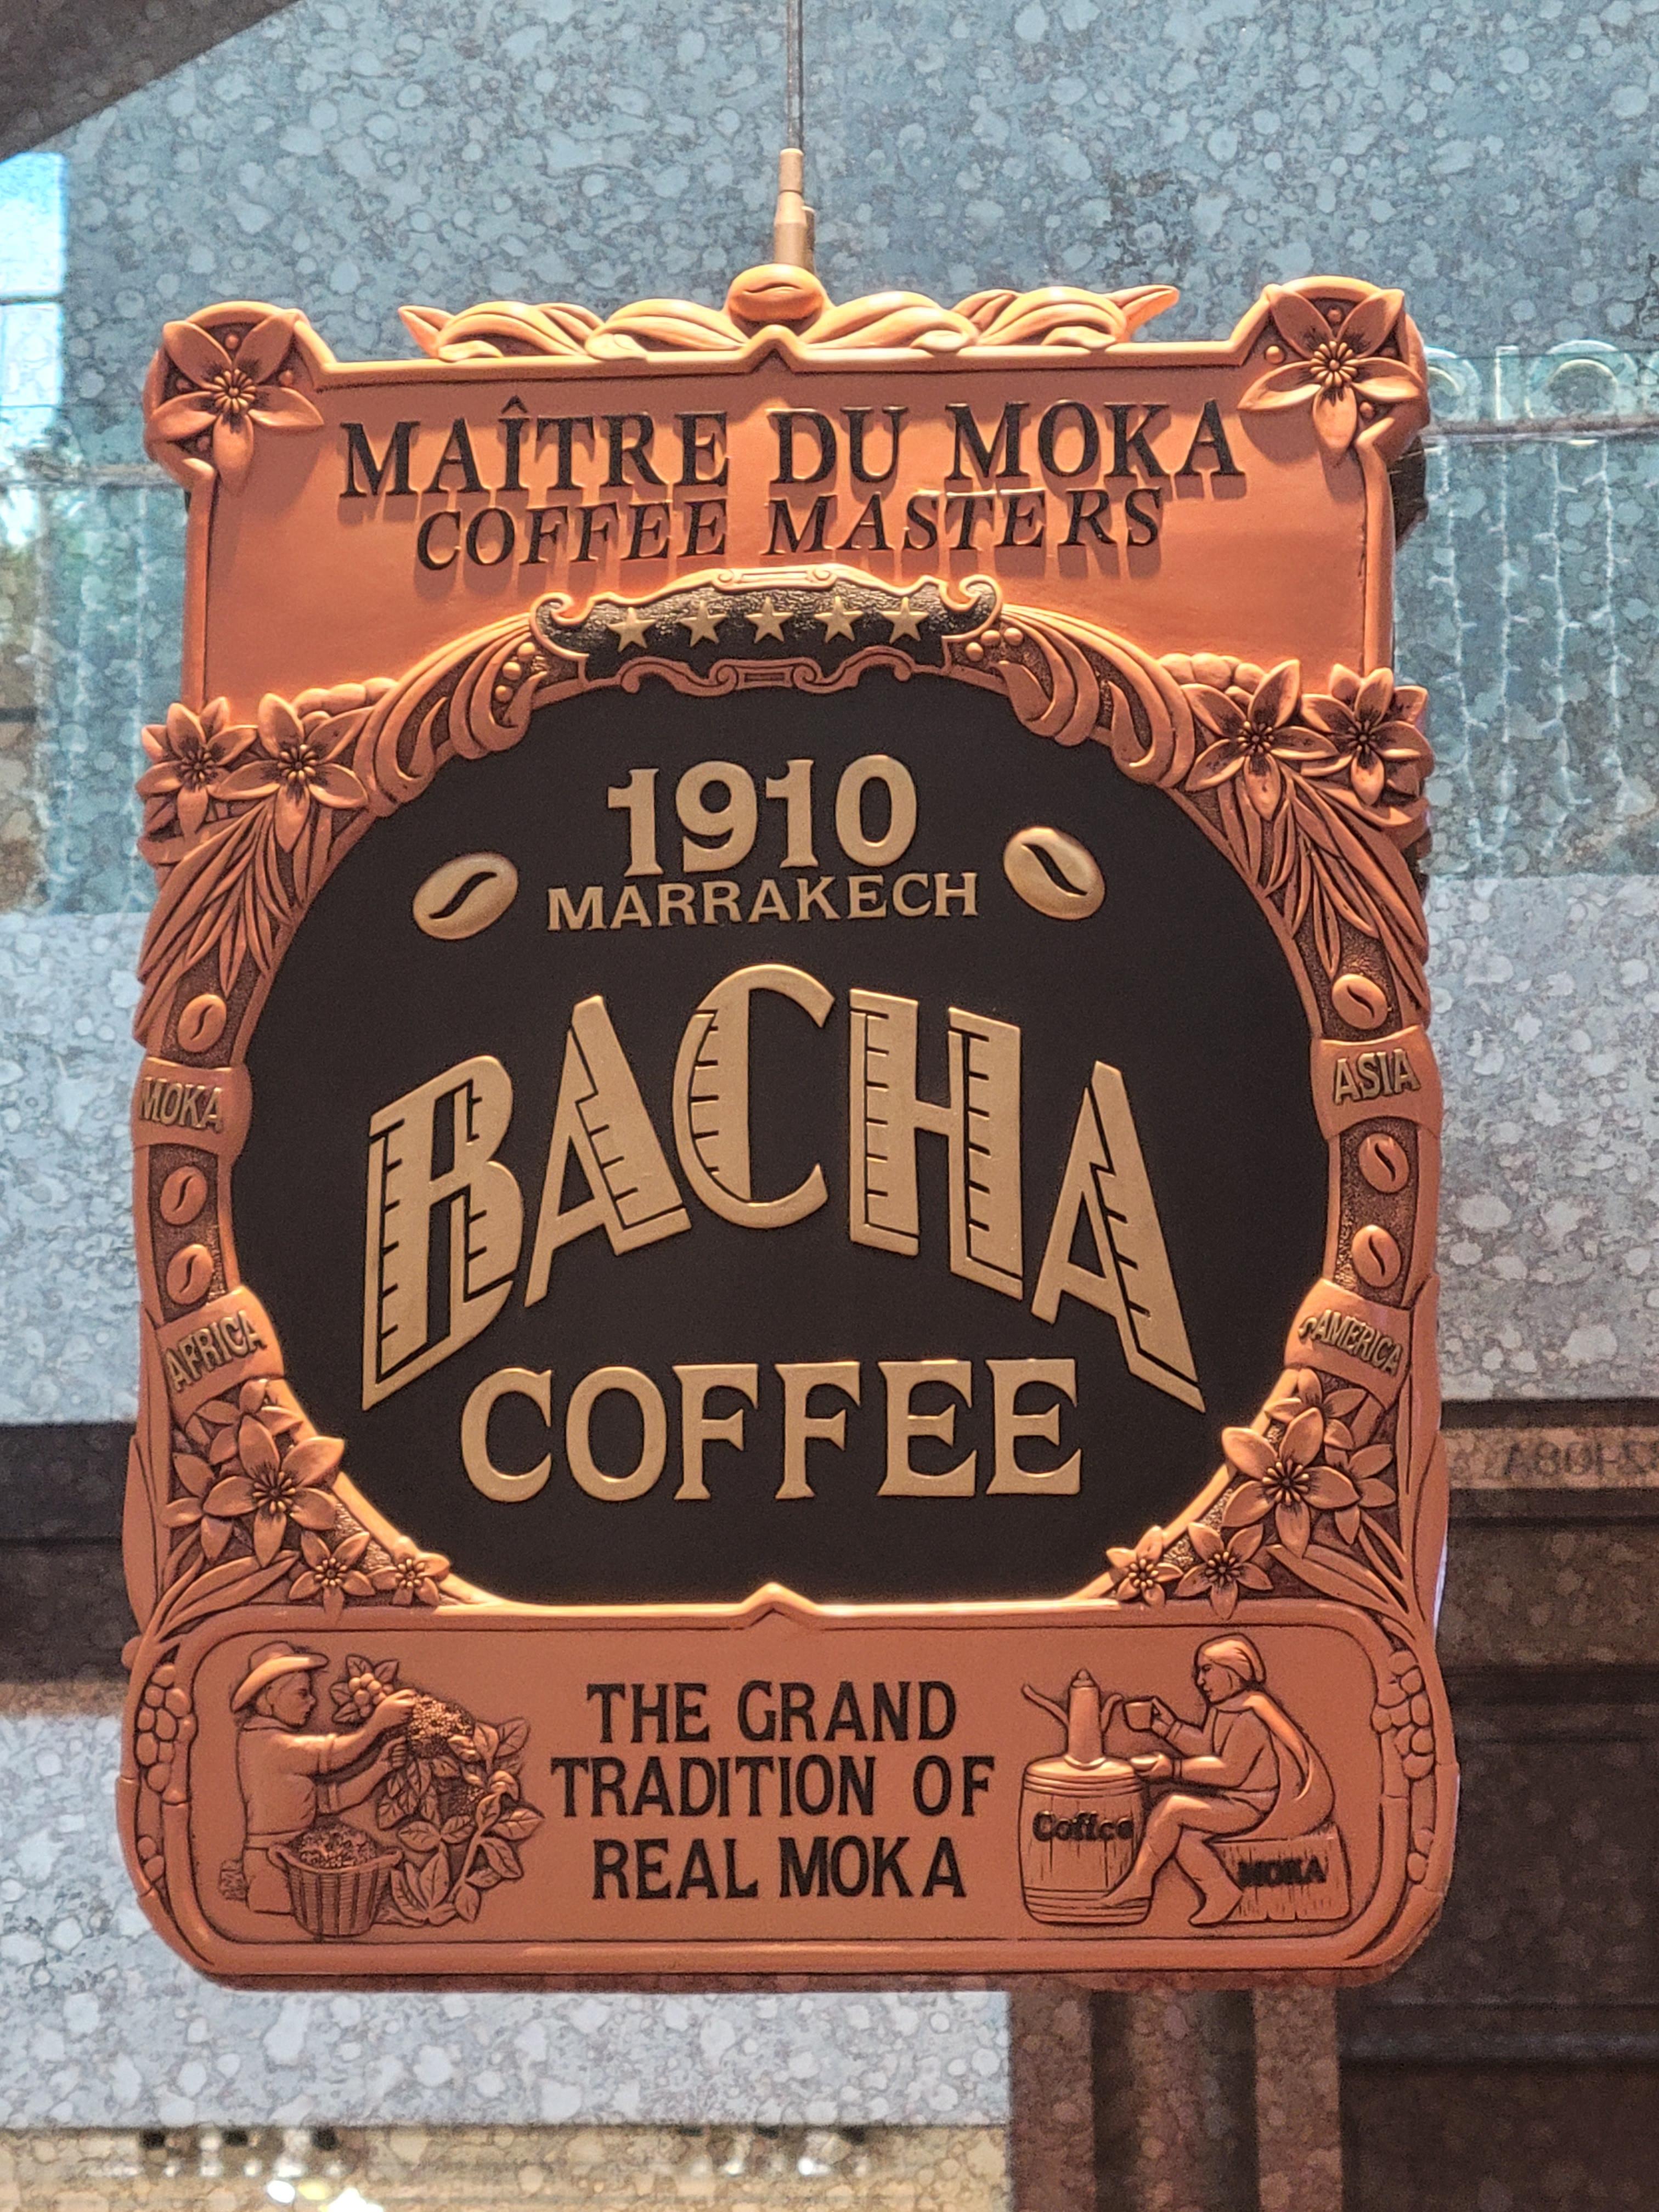 MAÎTRE DU MOKA
COFFEE MASTERS
1910
MARRAKECH
BACHA
COFFEE
MOKA
AFRICA
ASIA
AMERICA
THE GRAND
TRADITION OF
REAL MOKA
Coffee
MOKA